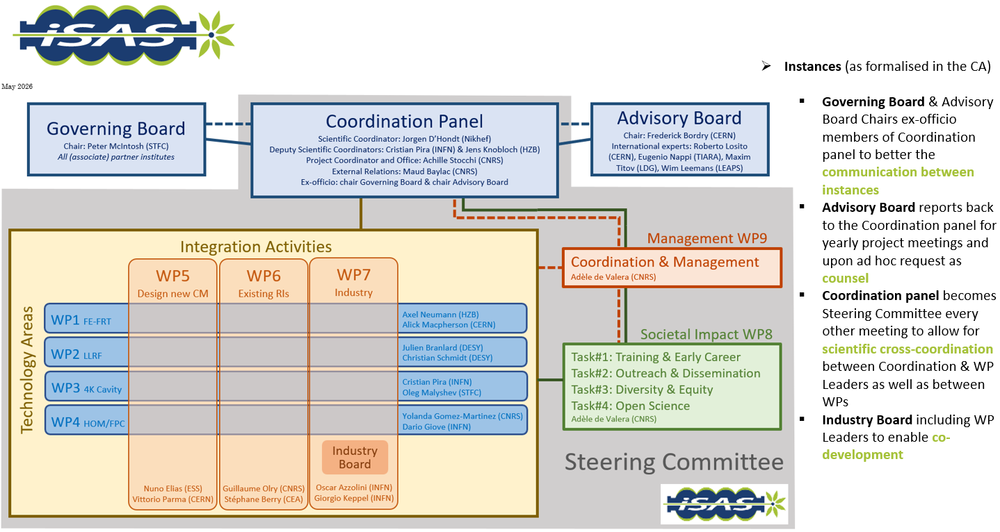 iSAS
May 2026
Governing Board
Chair: Peter McIntosh (STFC)
All (associate) partner institutes
Coordination Panel
Scientific Coordinator: Jorgen D’Hondt (Nikhef)
Deputy Scientific Coordinators: Cristian Pira (INFN) & Jens Knobloch (HZB)
Project Coordinator and Office: Achille Stocchi (CNRS)
External Relations: Maud Baylac (CNRS)
Ex-officio: chair Governing Board & chair Advisory Board
Advisory Board
Chair: Frederick Bordry (CERN)
International experts: Roberto Losito
(CERN), Eugenio Nappi (TIARA), Maxim
Titov (LDG), Wim Leemans (LEAPS)
Integration Activities
WP5
Design new CM
WP6
Existing RIs
WP7
Industry
Technology Areas
WP1 FE-FRT
Axel Neumann (HZB)
Alick Macpherson (CERN)
WP2 LLRF
Julien Branlard (DESY)
Christian Schmidt (DESY)
WP3 4K Cavity
Cristian Pira (INFN)
Oleg Malyshev (STFC)
WP4 HOM/FPC
Yolanda Gomez-Martinez (CNRS)
Dario Giove (INFN)
Industry
Board
Nuno Elias (ESS)
Vittorio Parma (CERN)
Guillaume Olry (CNRS)
Stéphane Berry (CEA)
Oscar Azzolini (INFN)
Giorgio Keppel (INFN)
Management WP9
Coordination & Management
Adèle de Valera (CNRS)
Societal Impact WP8
Task#1: Training & Early Career
Task#2: Outreach & Dissemination
Task#3: Diversity & Equity
Task#4: Open Science
Adèle de Valera (CNRS)
Steering Committee
iSAS
Instances (as formalised in the CA)
Governing Board & Advisory
Board Chairs ex-officio
members of Coordination
panel to better the
communication between
instances
Advisory Board reports back
to the Coordination panel for
yearly project meetings and
upon ad hoc request as
counsel
Coordination panel becomes
Steering Committee every
other meeting to allow for
scientific cross-coordination
between Coordination & WP
Leaders as well as between
WPs
Industry Board including WP
Leaders to enable co-
development